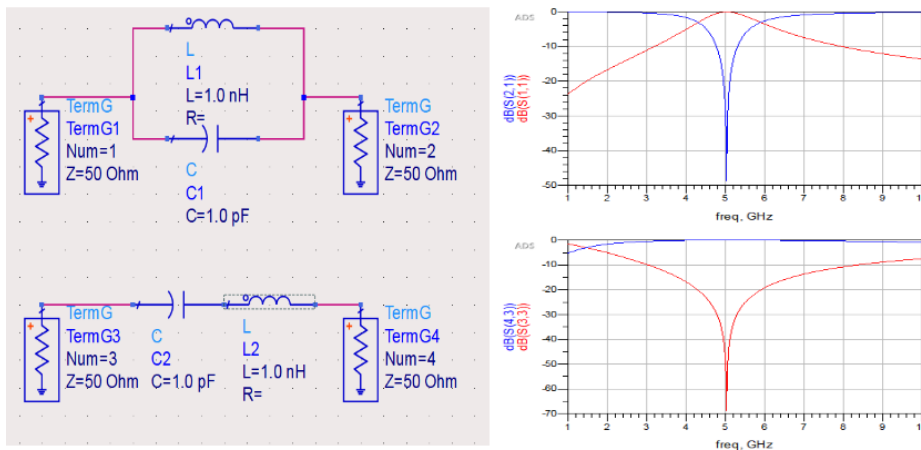 L
L1
L=1.0 nH
R=
TermG
TermG1
Num=1
Z=50 Ohm
C
C1
C=1.0 pF
TermG
TermG2
Num=2
Z=50 Ohm
TermG
TermG3
Num=3
Z=50 Ohm
C
C2
C=1.0 pF
L
L2
L=1.0 nH
R=
TermG
TermG4
Num=4
Z=50 Ohm
ADS
dB(S(2,1))
dB(S(1,1))
0
-10
-20
-30
-40
-50
1 2 3 4 5 6 7 8 9
freq, GHz
ADS
dB(S(4,3))
dB(S(3,3))
0
-10
-20
-30
-40
-50
-60
-70
1 2 3 4 5 6 7 8 9
freq, GHz